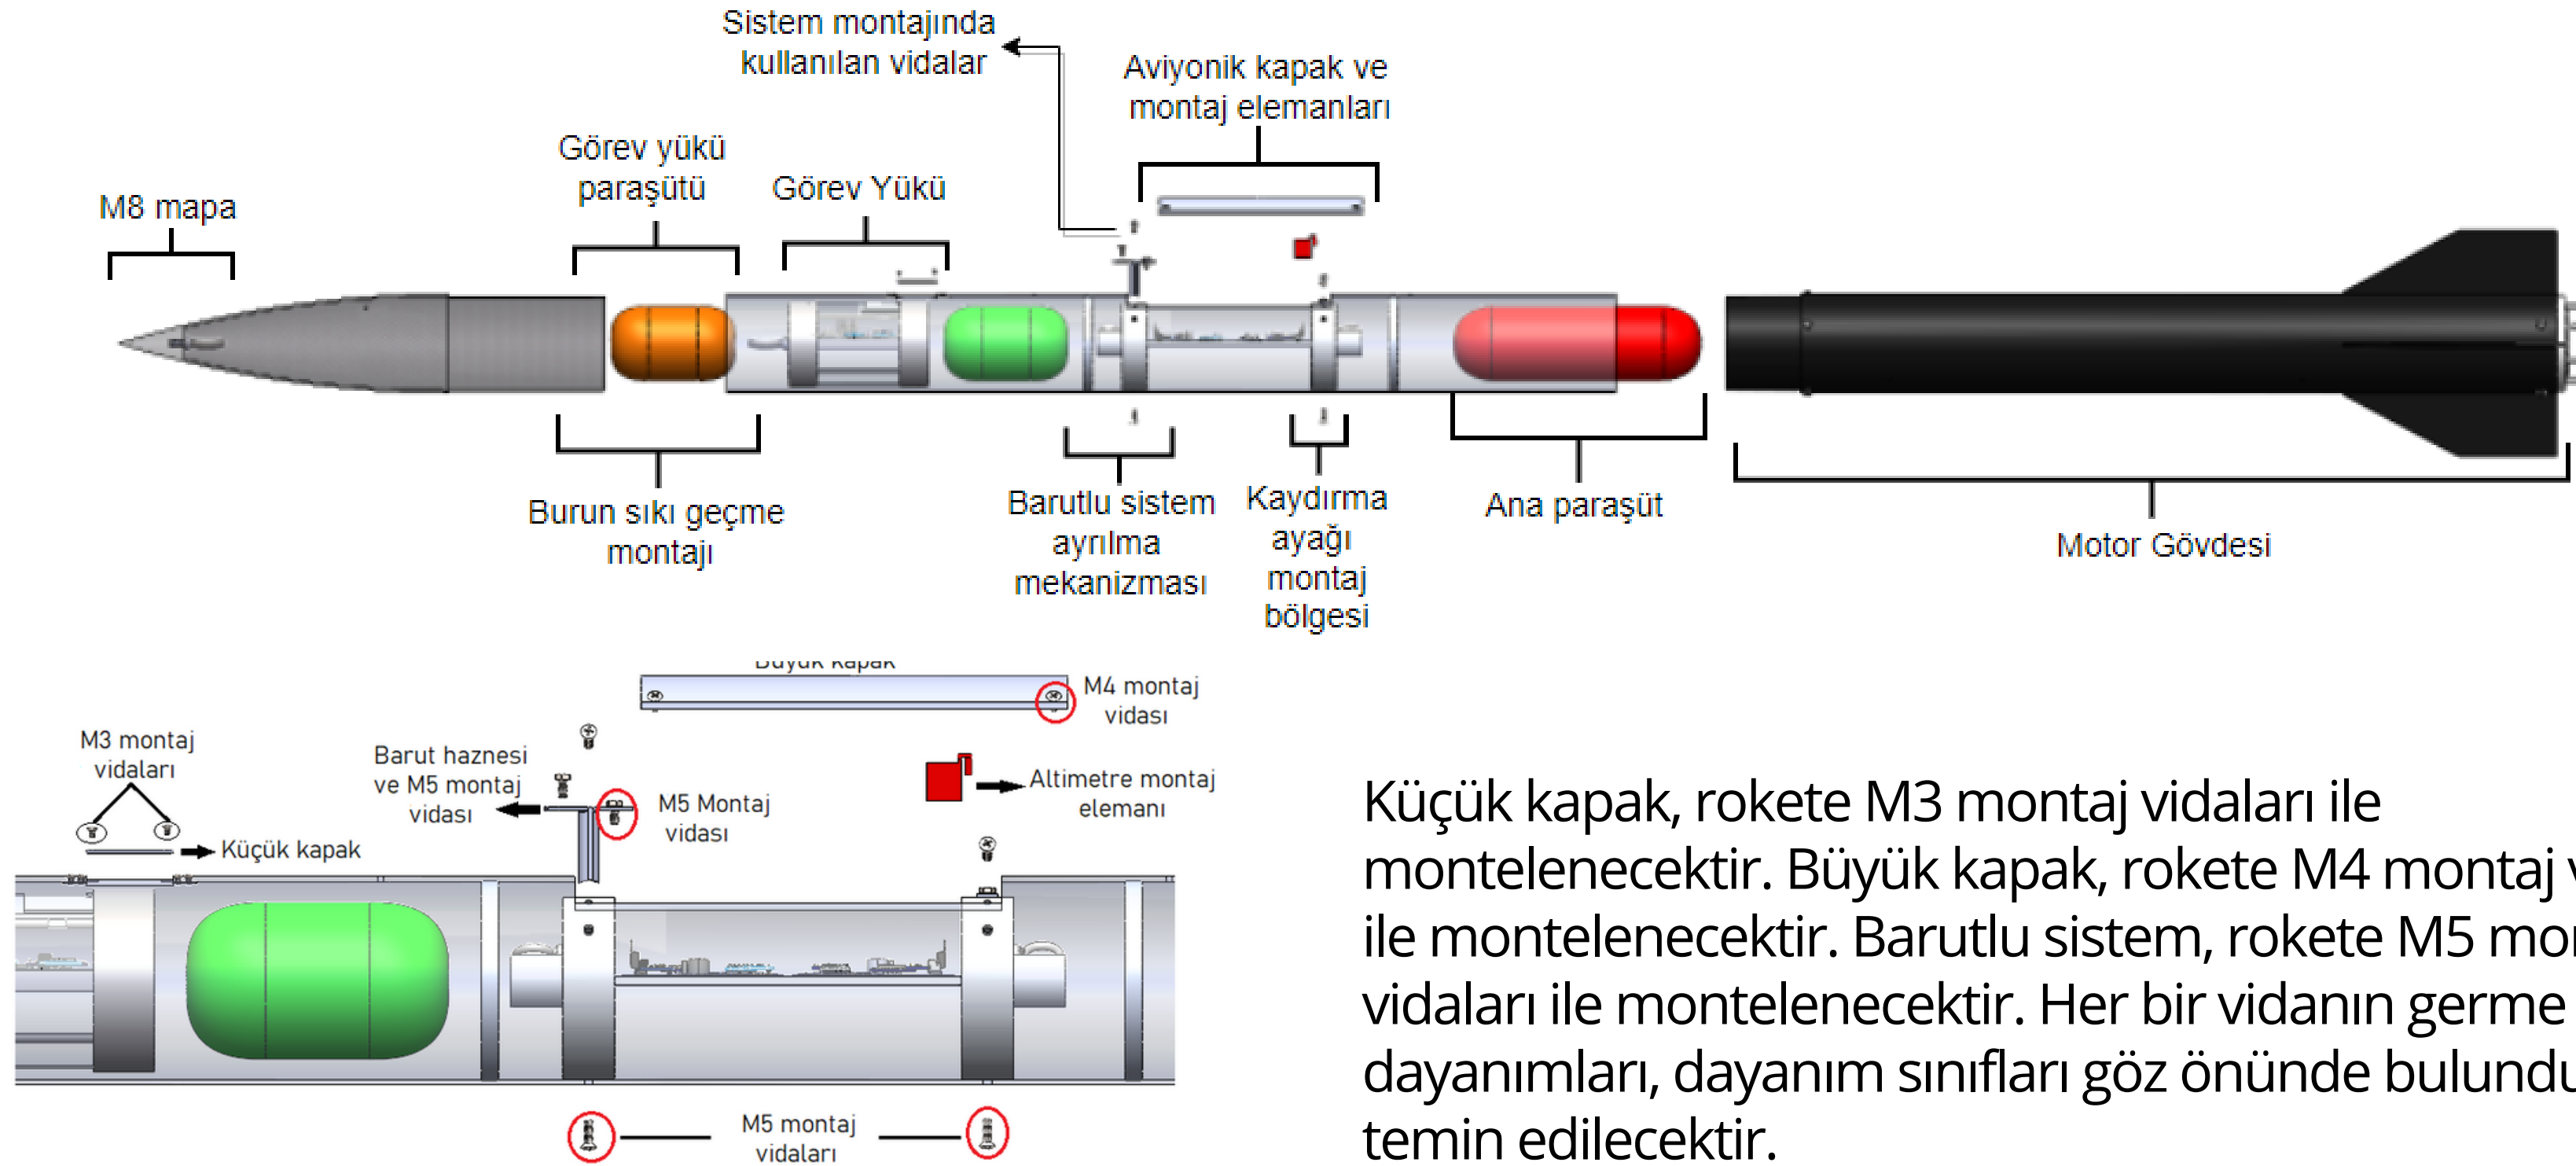 Sistem montajında
kullanılan vidalar
Aviyonik kapak ve
montaj elemanları
Görev yükü
paraşütü
Görev Yükü
M8 mapa
Burun sıkı geçme
montajı
Barutlu sistem
ayrılma
mekanizması
Kaydırma
ayağı
montaj
bölgesi
Ana paraşüt
Motor Gövdesi
Büyük kapak
M4 montaj
vidası
M3 montaj
vidaları
Barut haznesi
ve M5 montaj
vidası
M5 Montaj
vidası
Altimetre montaj
elemanı
Küçük kapak
M5 montaj
vidaları
Küçük kapak, rokete M3 montaj vidaları ile
montelenecektir. Büyük kapak, rokete M4 montaj
ile montelenecektir. Barutlu sistem, rokete M5
vidaları ile montelenecektir. Her bir vidanın germe
dayanımları, dayanım sınıfları göz önünde
temin edilecektir.